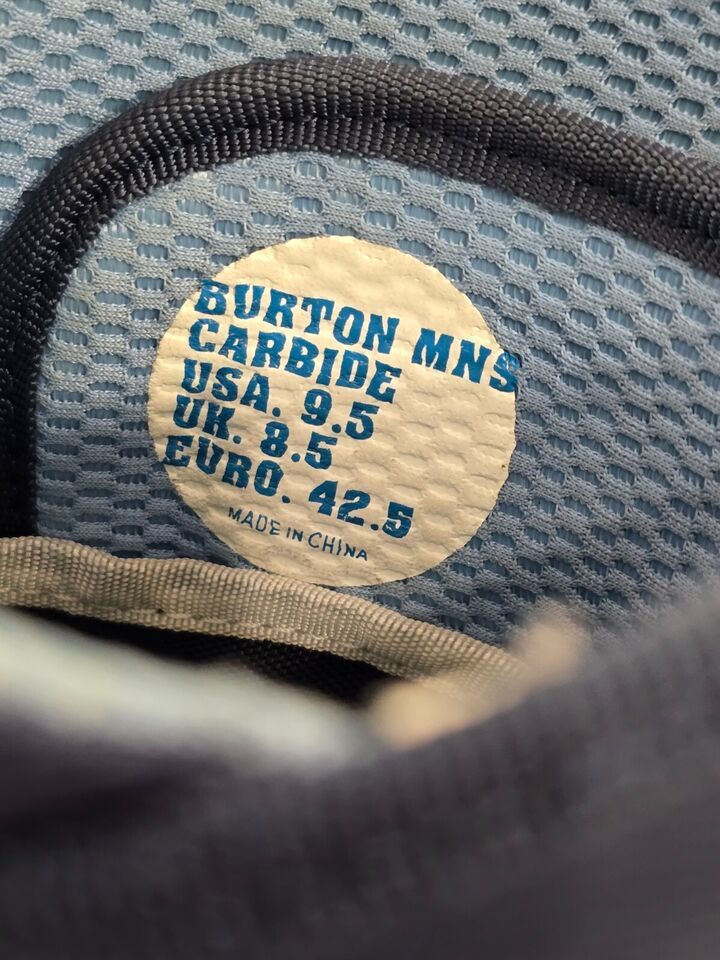 BURTON MNS
CARBIDE
USA. 9.5
UK. 8.5
EURO. 42.5
MADE IN CHINA